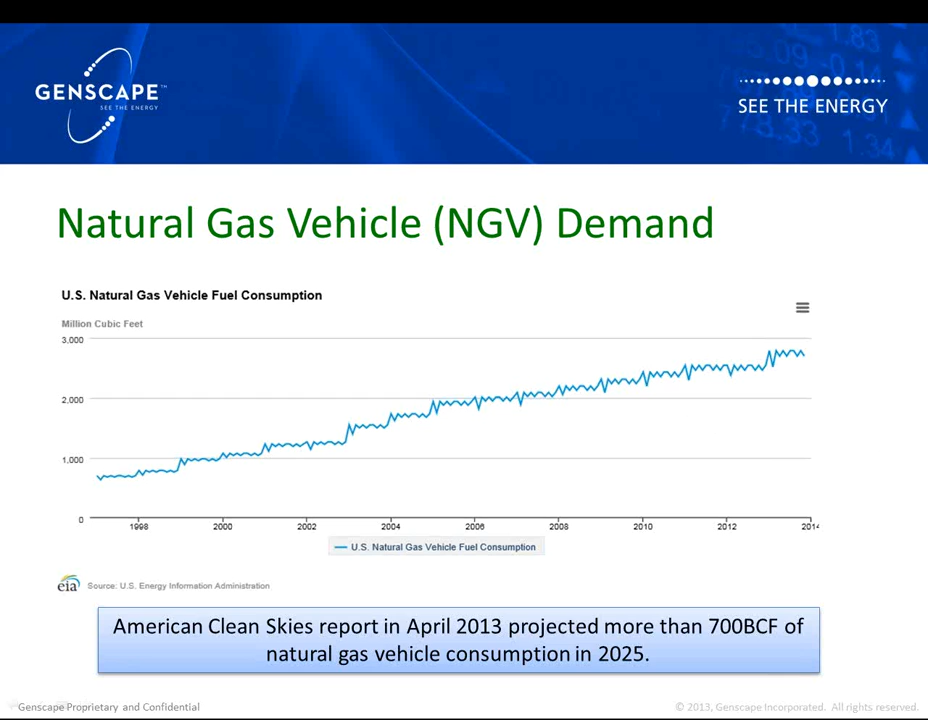 GENSCAPE™
SEE THE ENERGY
SEE THE ENERGY
Natural Gas Vehicle (NGV) Demand
U.S. Natural Gas Vehicle Fuel Consumption
Million Cubic Feet
3,000
2,000
1,000
0
1998 2000 2002 2004 2006 2008 2010 2012 2014
U.S. Natural Gas Vehicle Fuel Consumption
eia Source: U.S. Energy Information Administration
American Clean Skies report in April 2013 projected more than 700BCF of
natural gas vehicle consumption in 2025.
Genscape Proprietary and Confidential
© 2013, Genscape Incorporated. All rights reserved.